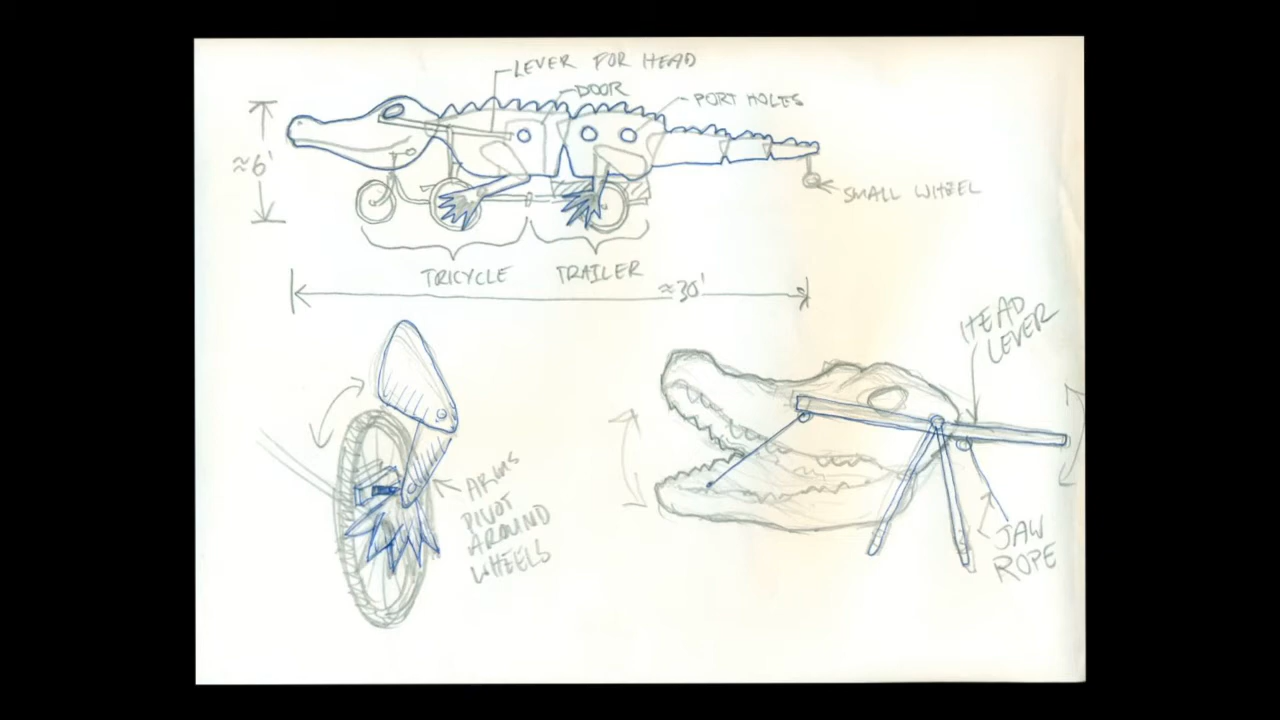 LEVER FOR HEAD
DOOR
PORT HOLES
≈6'
SMALL WHEEL
TRICYCLE
TRAILER
≈30'
HEAD
LEVER
ARMS
PIVOT
AROUND
WHEELS
JAW
ROPE